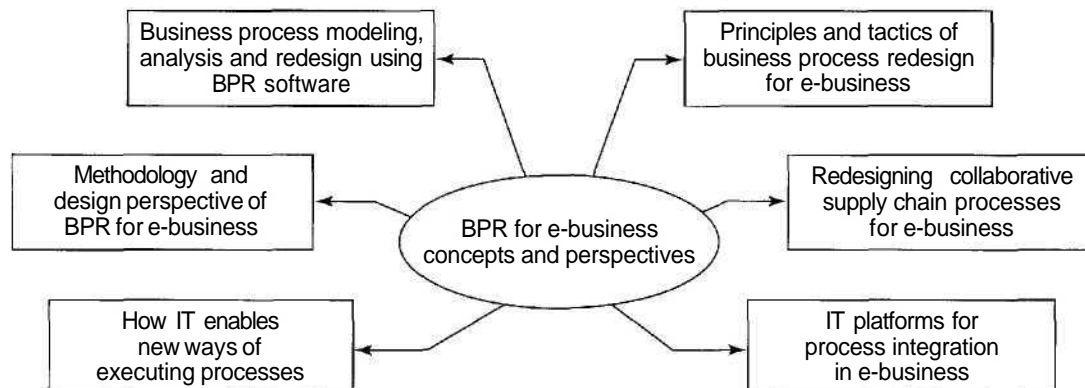 Business process modeling,
analysis and redesign using
BPR software
Principles and tactics of
business process redesign
for e-business
Methodology and
design perspective of
BPR for e-business
BPR for e-business
concepts and perspectives
Redesigning collaborative
supply chain processes
for e-business
How IT enables
new ways of
executing processes
IT platforms for
process integration
in e-business